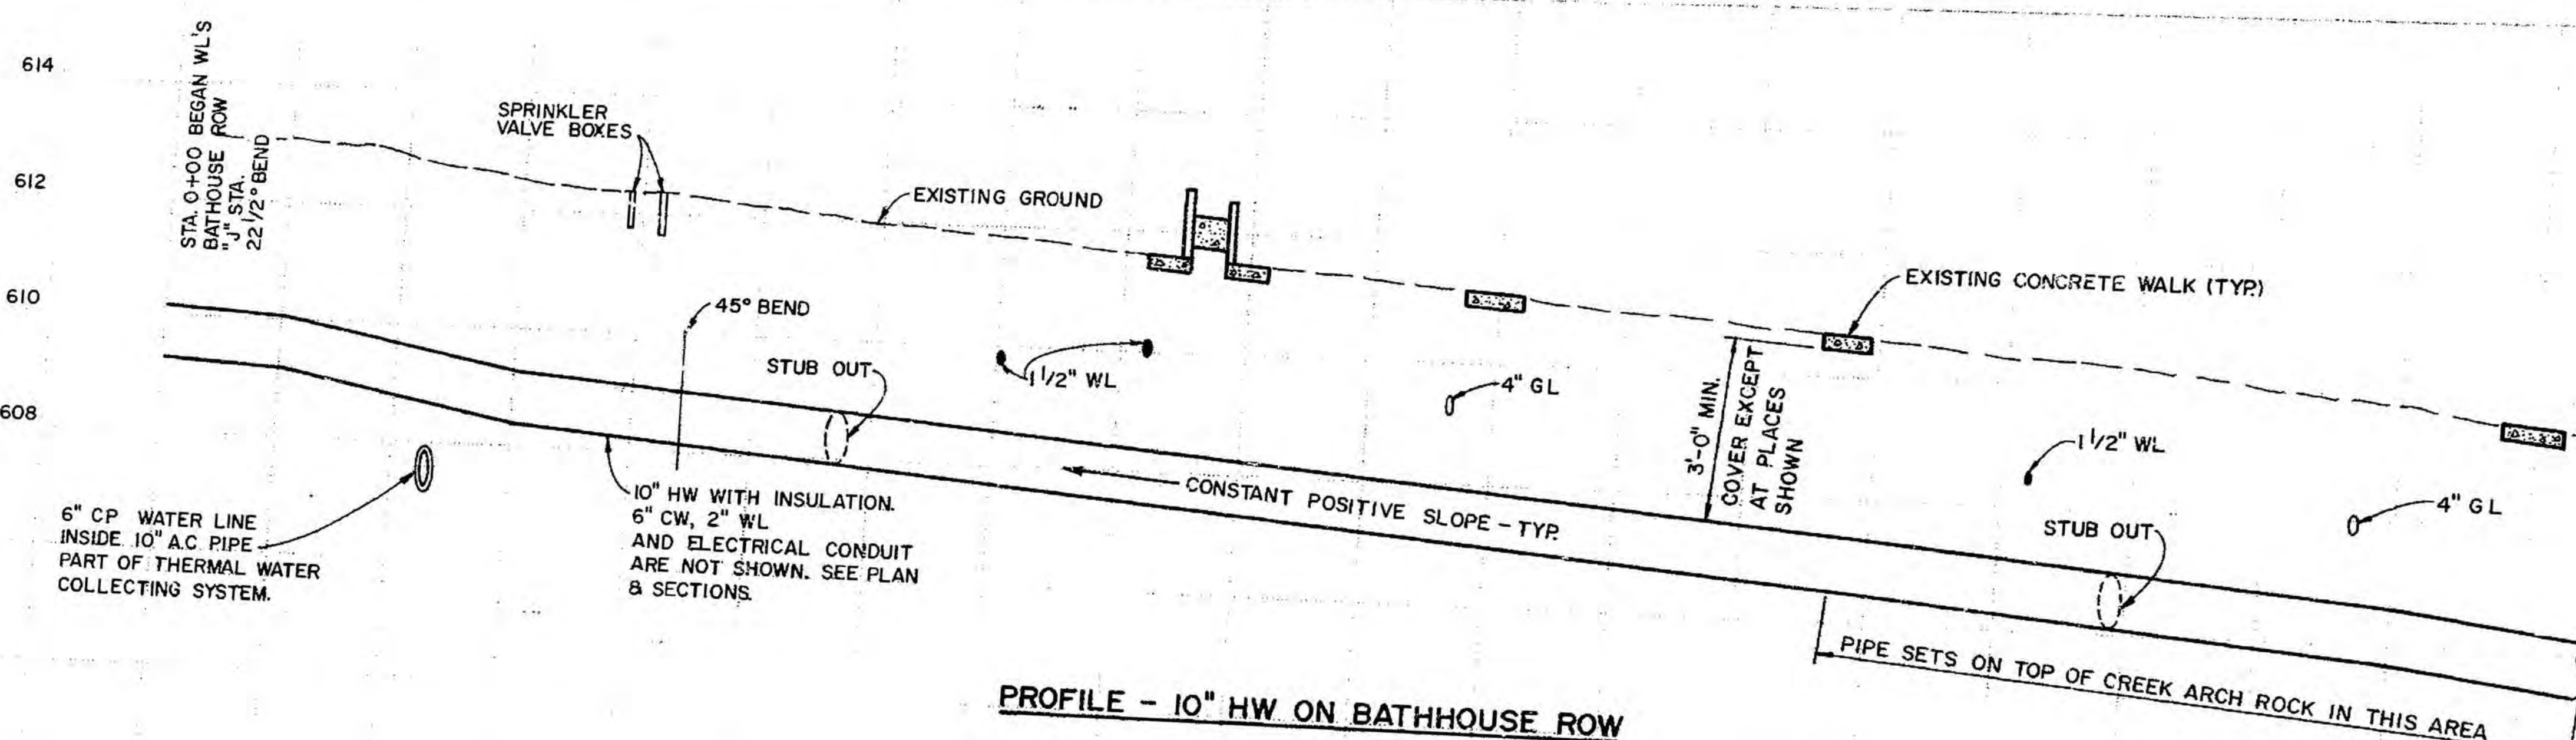 614
612
610
608
STA. 0+00 BEGAN WL'S
BATHOUSE ROW
"J" STA.
22 1/2° BEND
SPRINKLER
VALVE BOXES
EXISTING GROUND
EXISTING CONCRETE WALK (TYP.)
45° BEND
STUB OUT
1 1/2" WL
4" GL
3'-0" MIN.
COVER EXCEPT
AT PLACES
SHOWN
1 1/2" WL
4" GL
STUB OUT
CONSTANT POSITIVE SLOPE - TYP.
6" CP WATER LINE
INSIDE 10" A.C. PIPE
PART OF THERMAL WATER
COLLECTING SYSTEM.
10" HW WITH INSULATION.
6" CW, 2" WL
AND ELECTRICAL CONDUIT
ARE NOT SHOWN. SEE PLAN
& SECTIONS.
PIPE SETS ON TOP OF CREEK ARCH ROCK IN THIS AREA
PROFILE - 10" HW ON BATHHOUSE ROW